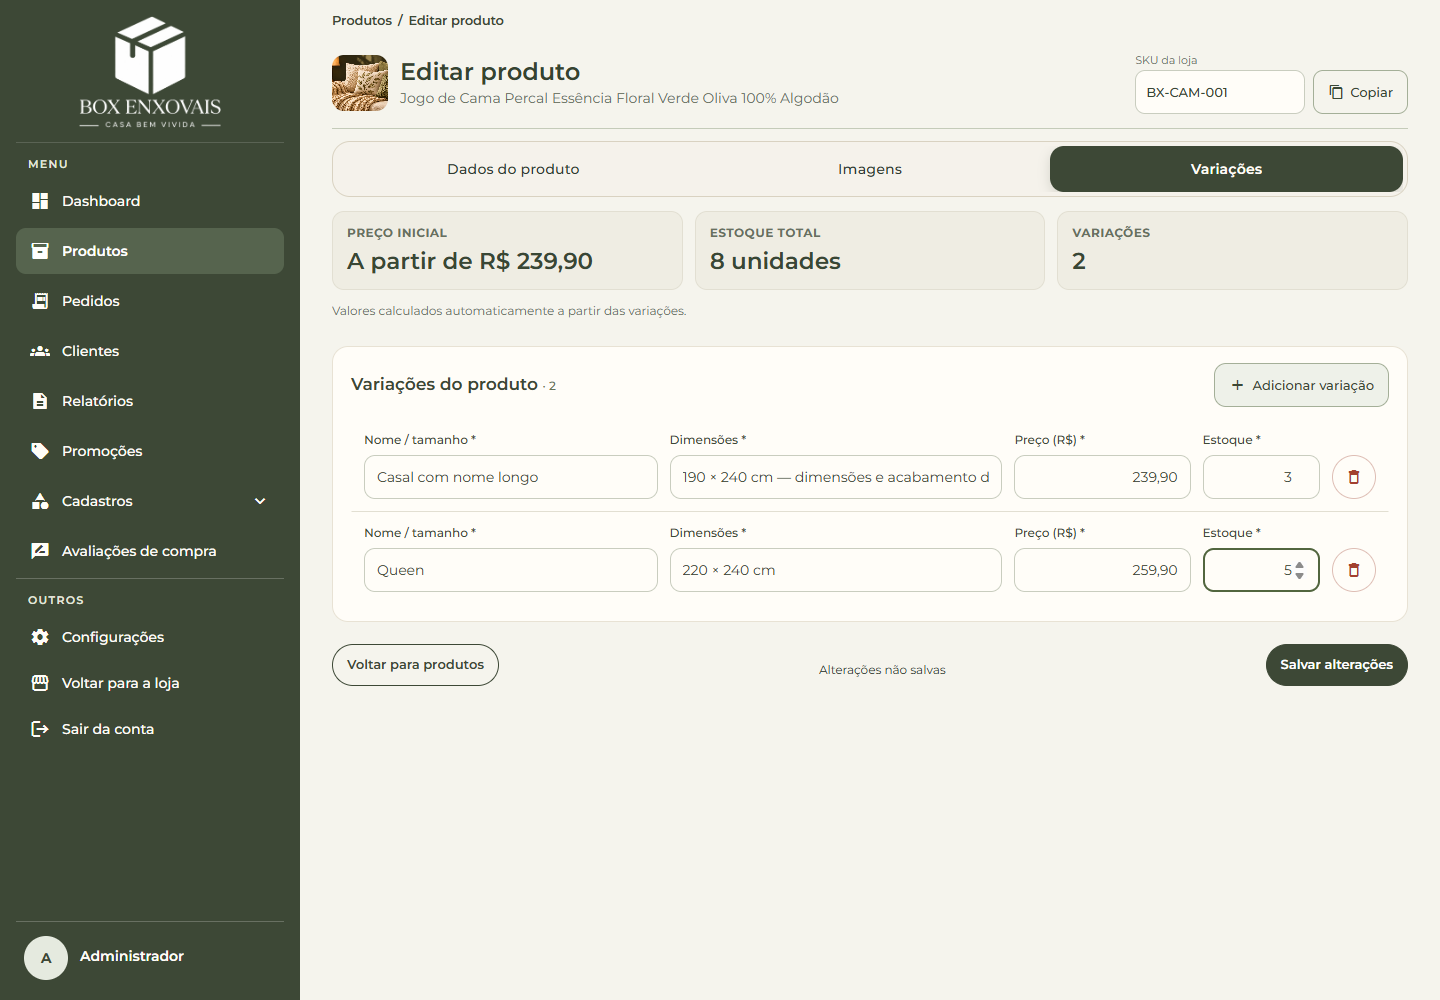 BOX ENXOVAIS
CASA BEM VIVIDA
MENU
Dashboard
Produtos
Pedidos
Clientes
Relatórios
Promoções
Cadastros
Avaliações de compra
OUTROS
Configurações
Voltar para a loja
Sair da conta
A
Administrador
Produtos / Editar produto
Editar produto
Jogo de Cama Percal Essência Floral Verde Oliva 100% Algodão
SKU da loja
BX-CAM-001
Copiar
Dados do produto
Imagens
Variações
PREÇO INICIAL
A partir de R$ 239,90
ESTOQUE TOTAL
8 unidades
VARIAÇÕES
2
Valores calculados automaticamente a partir das variações.
Variações do produto · 2
+ Adicionar variação
Nome / tamanho * Dimensões * Preço (R$) * Estoque *
Casal com nome longo 190 × 240 cm — dimensões e acabamento d 239,90 3
Nome / tamanho * Dimensões * Preço (R$) * Estoque *
Queen 220 × 240 cm 259,90 5
Voltar para produtos
Alterações não salvas
Salvar alterações